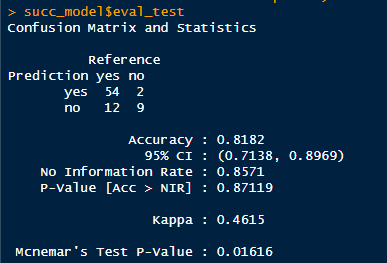 > succ_model$eval_test
Confusion Matrix and Statistics
Reference
Prediction yes no
yes 54 2
no 12 9
Accuracy : 0.8182
95% CI : (0.7138, 0.8969)
No Information Rate : 0.8571
P-Value [Acc > NIR] : 0.87119
Kappa : 0.4615
Mcnemar's Test P-Value : 0.01616